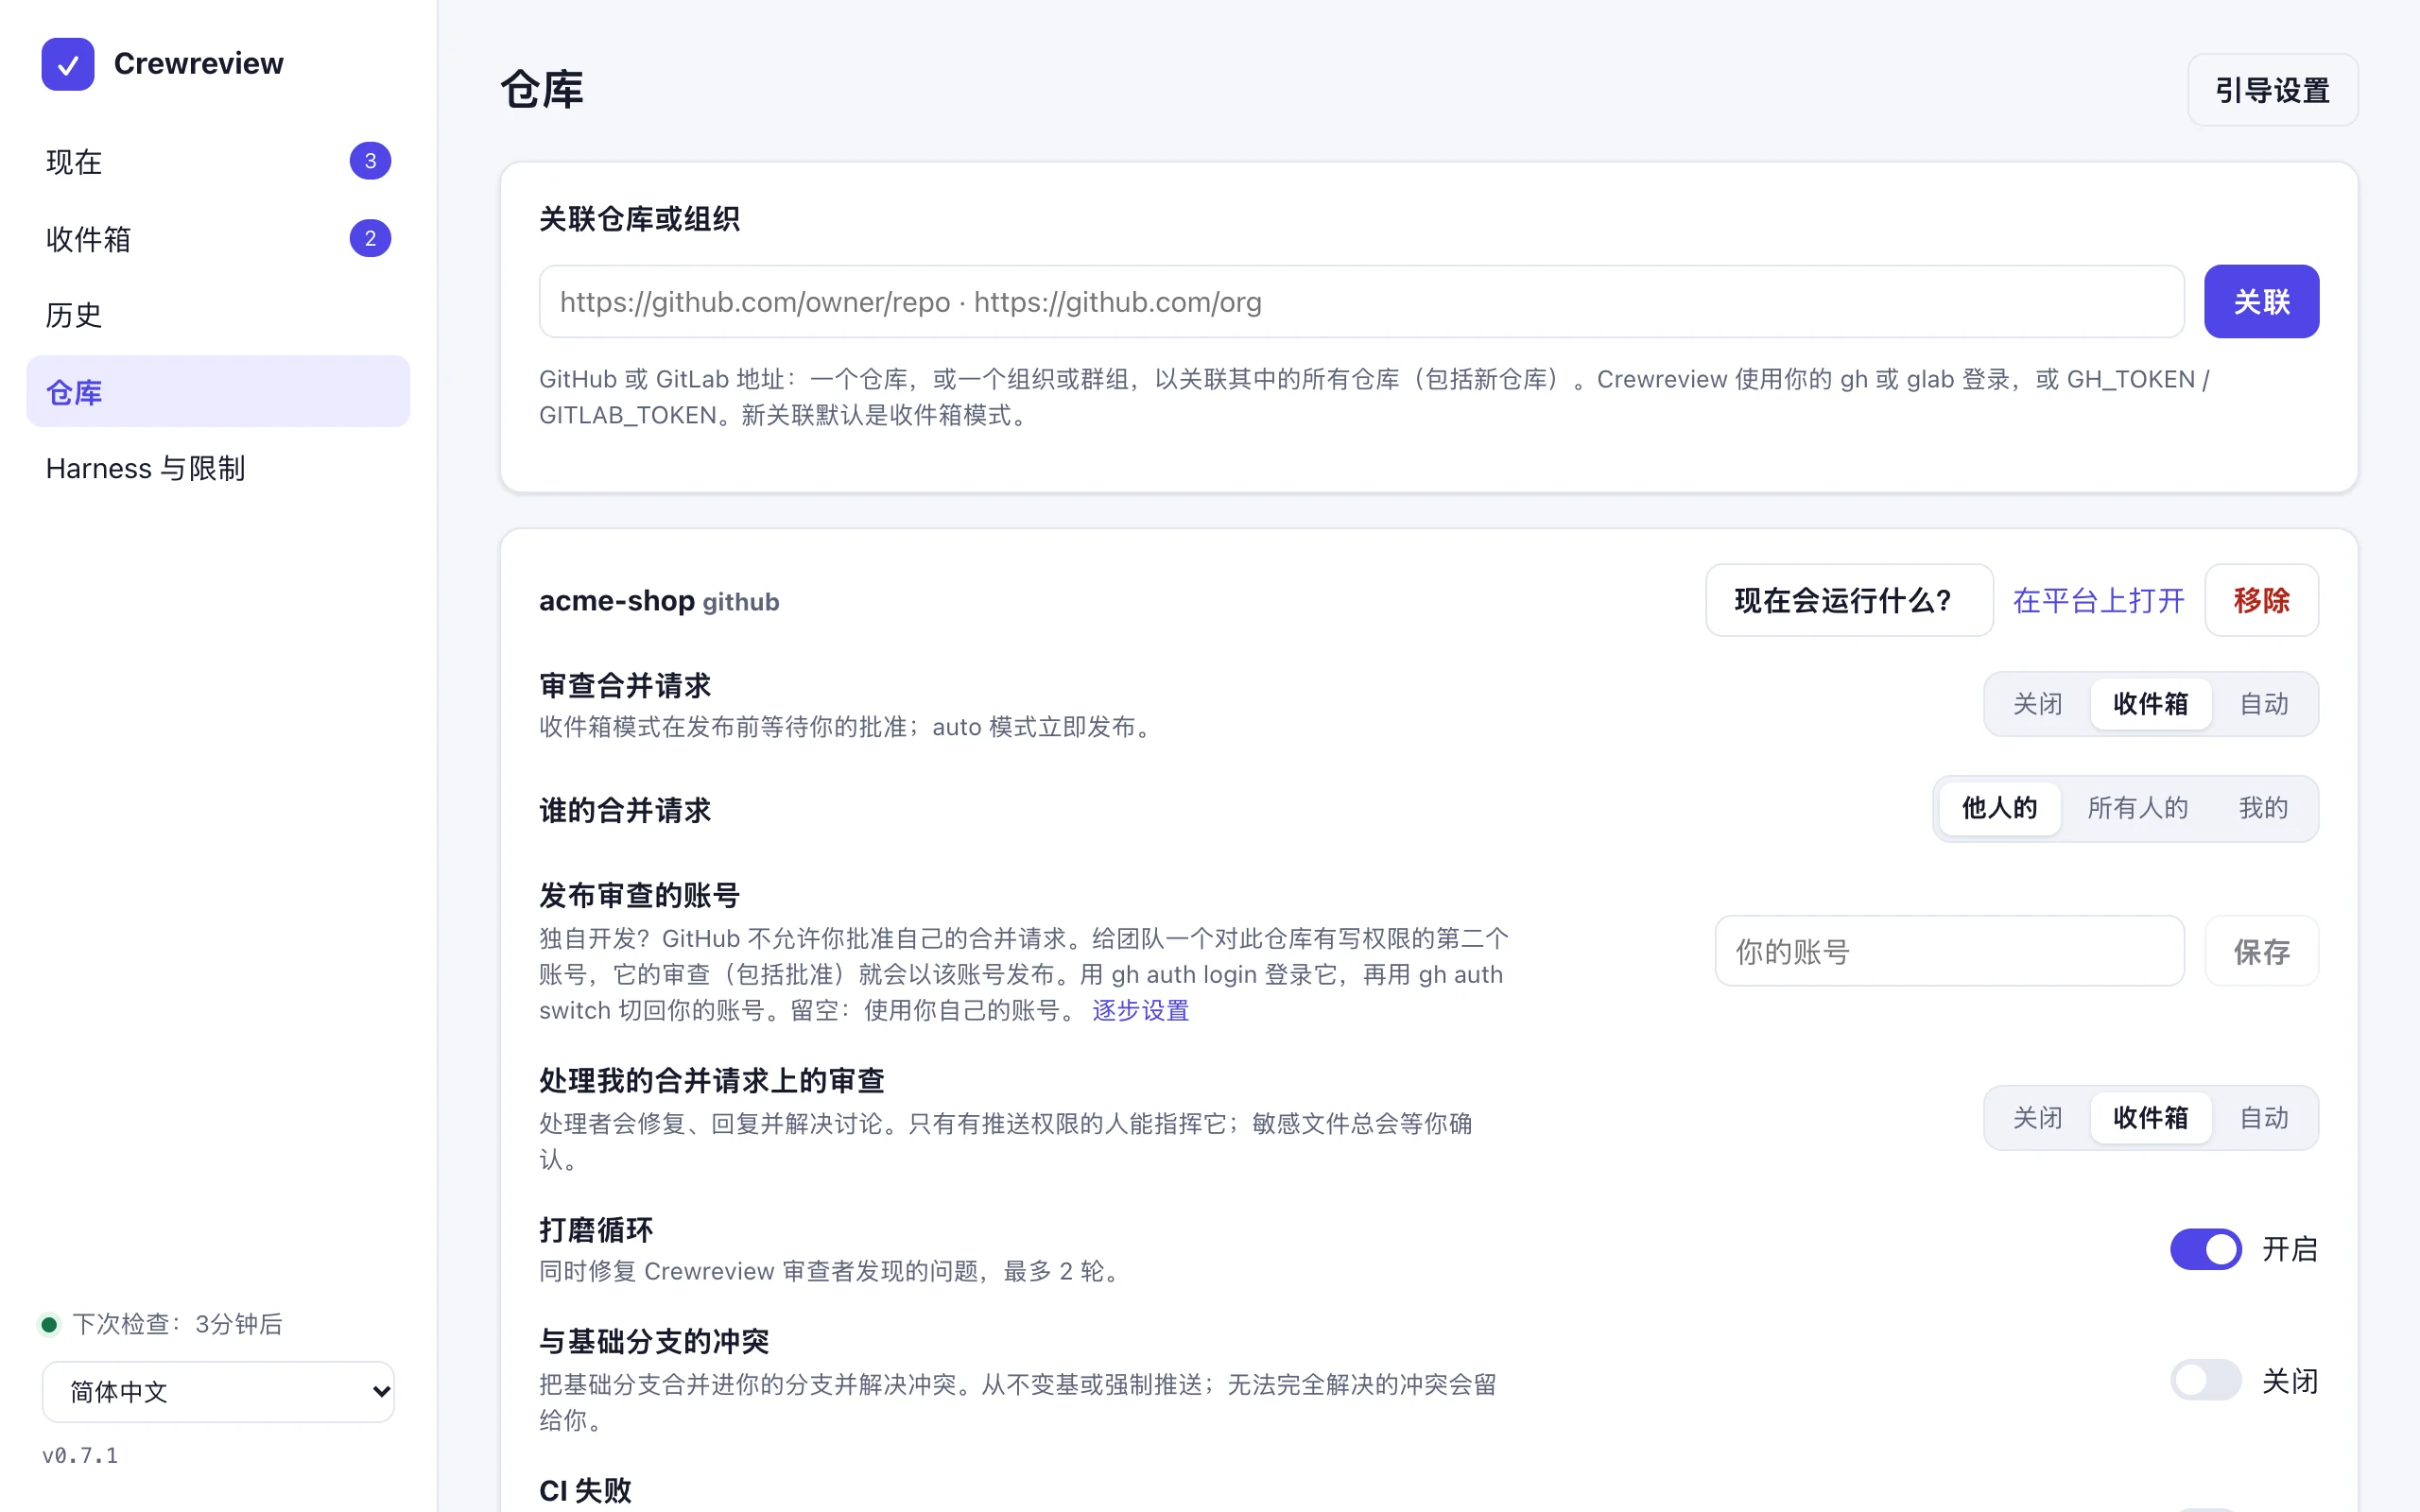 Crewreview
现在
3
收件箱
2
历史
仓库
Harness 与限制
下次检查：3分钟后
简体中文
v0.7.1
仓库
引导设置
关联仓库或组织
https://github.com/owner/repo · https://github.com/org
关联
GitHub 或 GitLab 地址：一个仓库，或一个组织或群组，以关联其中的所有仓库（包括新仓库）。Crewreview 使用你的 gh 或 glab 登录，或 GH_TOKEN /
GITLAB_TOKEN。新关联默认是收件箱模式。
acme-shop github
现在会运行什么？
在平台上打开
移除
审查合并请求
收件箱模式在发布前等待你的批准；auto 模式立即发布。
关闭 收件箱 自动
谁的合并请求
他人的 所有人的 我的
发布审查的账号
独自开发？GitHub 不允许你批准自己的合并请求。给团队一个对此仓库有写权限的第二个
账号，它的审查（包括批准）就会以该账号发布。用 gh auth login 登录它，再用 gh auth
switch 切回你的账号。留空：使用你自己的账号。 逐步设置
你的账号
保存
处理我的合并请求上的审查
处理者会修复、回复并解决讨论。只有有推送权限的人能指挥它；敏感文件总会等你确
认。
关闭 收件箱 自动
打磨循环
同时修复 Crewreview 审查者发现的问题，最多 2 轮。
开启
与基础分支的冲突
把基础分支合并进你的分支并解决冲突。从不变基或强制推送；无法完全解决的冲突会留
给你。
关闭
CI 失败